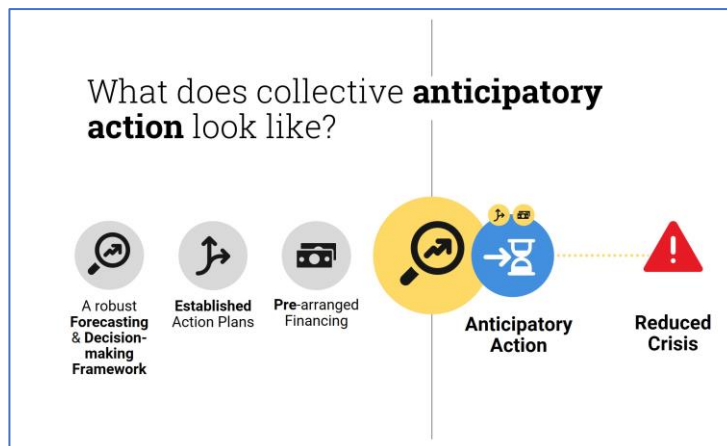 What does collective anticipatory
action look like?
A robust
Forecasting
& Decision-
making
Framework
Established
Action Plans
Pre-arranged
Financing
Anticipatory
Action
Reduced
Crisis